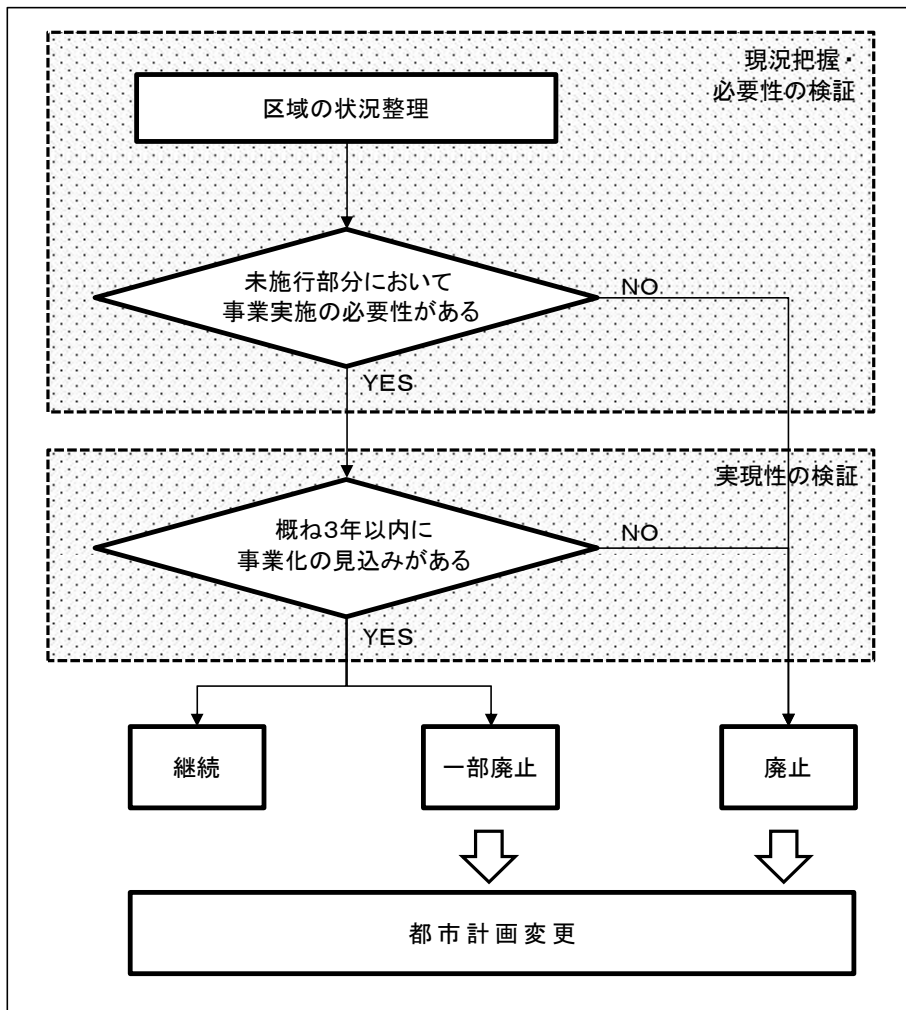 現況把握・
必要性の検証
区域の状況整理
未施行部分において
事業実施の必要性がある
NO
YES
実現性の検証
概ね3年以内に
事業化の見込みがある
NO
YES
継続
一部廃止
廃止
都市計画変更